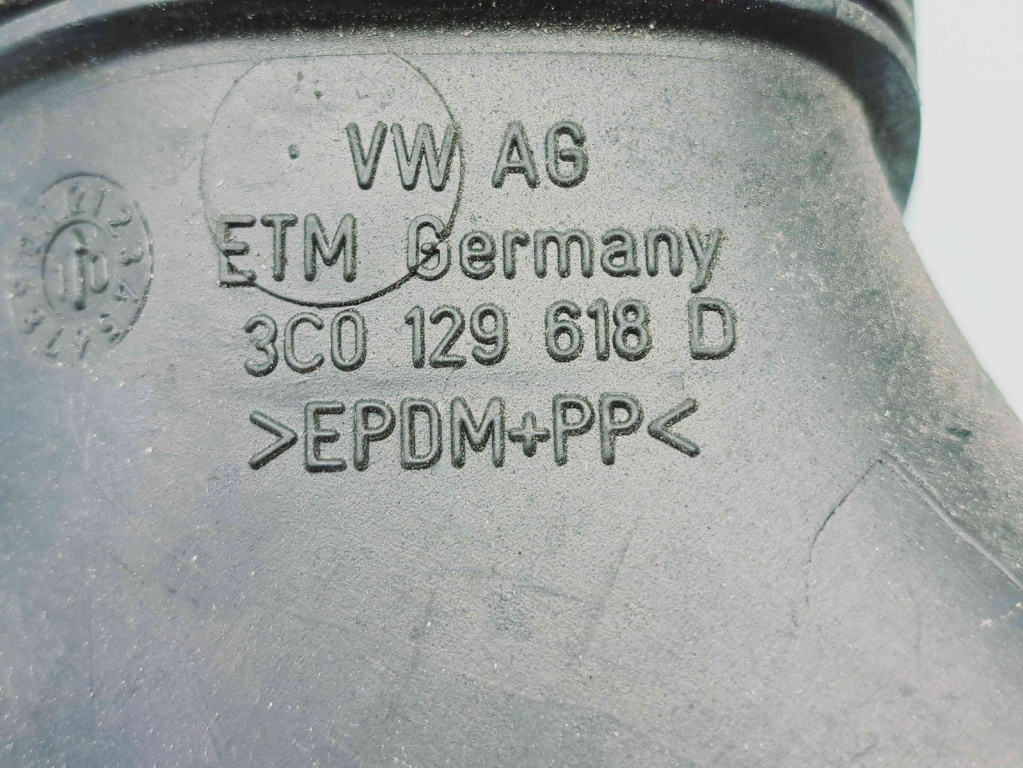 VW AG
ETM Germany
3C0 129 618 D
>EPDM+PP<